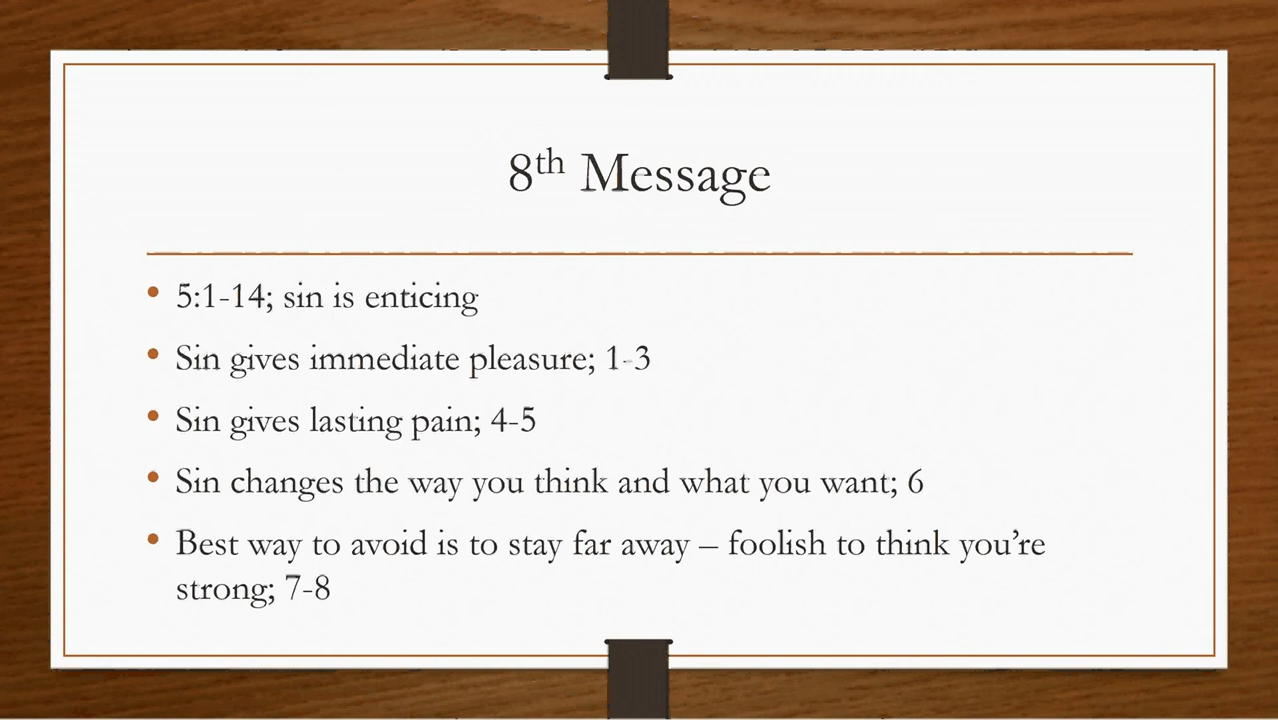 8th Message
• 5:1-14; sin is enticing
• Sin gives immediate pleasure; 1-3
• Sin gives lasting pain; 4-5
• Sin changes the way you think and what you want; 6
• Best way to avoid is to stay far away – foolish to think you’re
strong; 7-8